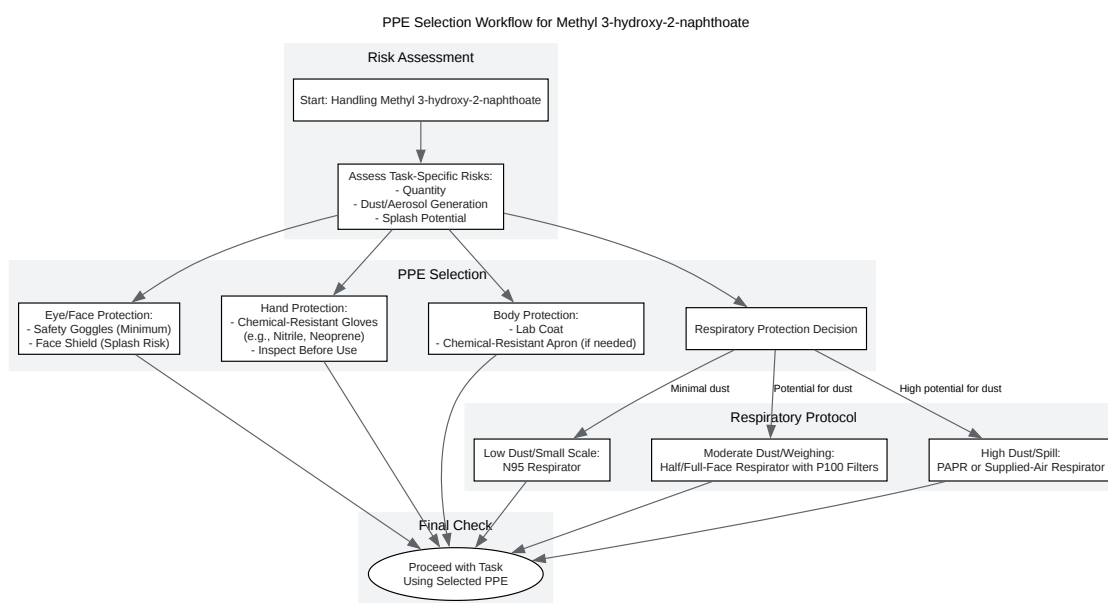 PPE Selection Workflow for Methyl 3-hydroxy-2-naphthoate
Risk Assessment
Start: Handling Methyl 3-hydroxy-2-naphthoate
Assess Task-Specific Risks:
- Quantity
- Dust/Aerosol Generation
- Splash Potential
PPE Selection
Eye/Face Protection:
- Safety Goggles (Minimum)
- Face Shield (Splash Risk)
Hand Protection:
- Chemical-Resistant Gloves
(e.g., Nitrile, Neoprene)
- Inspect Before Use
Body Protection:
- Lab Coat
- Chemical-Resistant Apron (if needed)
Respiratory Protection Decision
Minimal dust
Potential for dust
High potential for dust
Respiratory Protocol
Low Dust/Small Scale:
N95 Respirator
Moderate Dust/Weighing:
Half/Full-Face Respirator with P100 Filters
High Dust/Spill:
PAPR or Supplied-Air Respirator
Final Check
Proceed with Task
Using Selected PPE